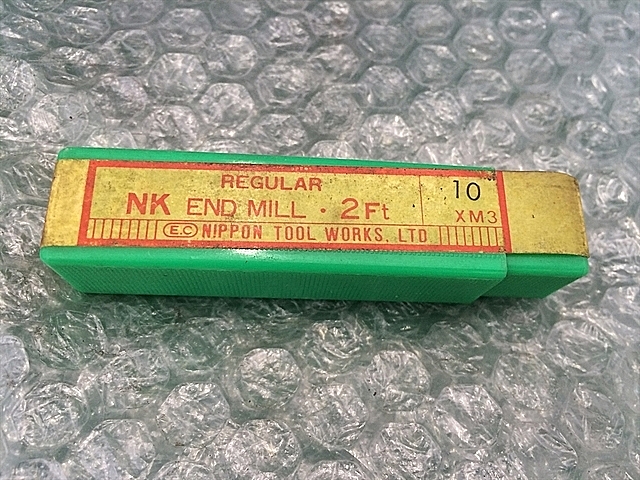 REGULAR
NK END MILL · 2Ft
10
XM3
E.C NIPPON TOOL WORKS, LTD.